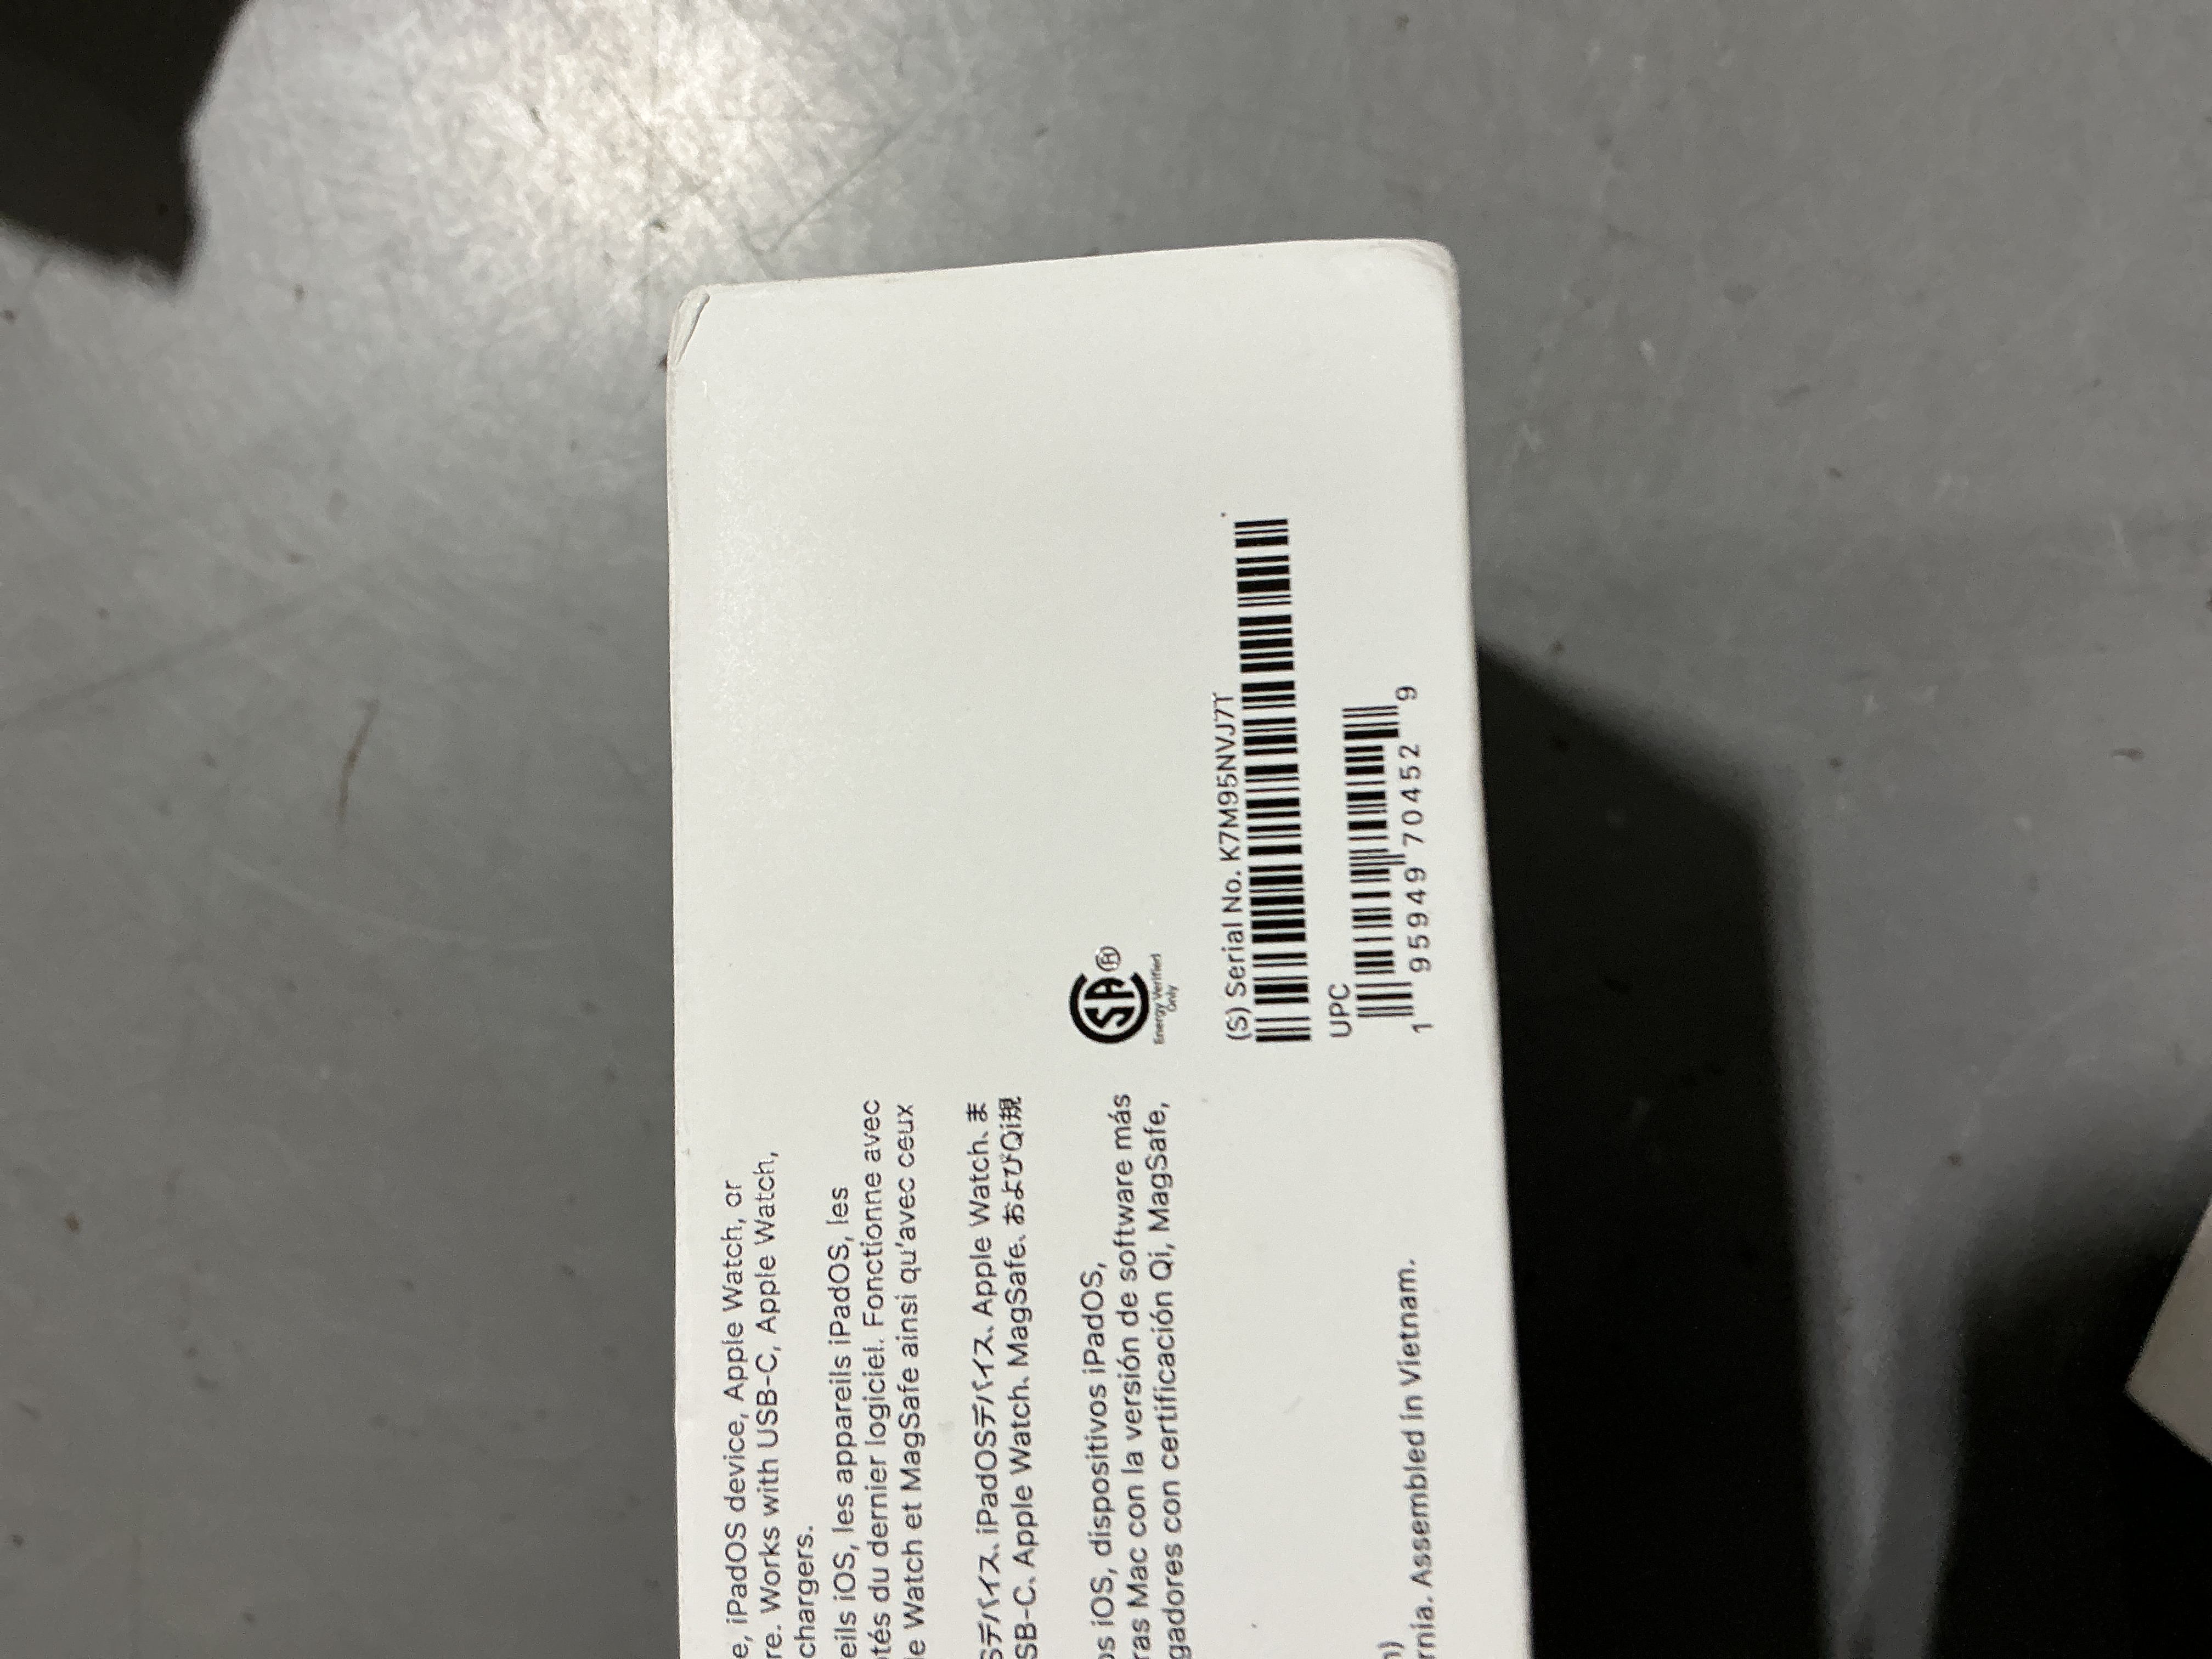 e, iPadOS device, Apple Watch, or
re. Works with USB-C, Apple Watch,
chargers.
eils iOS, les appareils iPadOS, les
tés du dernier logiciel. Fonctionne avec
le Watch et MagSafe ainsi qu'avec ceux
Sデバイス、iPadOSデバイス、Apple Watch、ま
SB-C、Apple Watch、MagSafe、およびQi規
os iOS, dispositivos iPadOS,
ras Mac con la versión de software más
gadores con certificación Qi, MagSafe,
rnia. Assembled in Vietnam.
SA®
Energy Verified
Only
(S) Serial No. K7M95NVJ7T
UPC
1 95949 70452 9